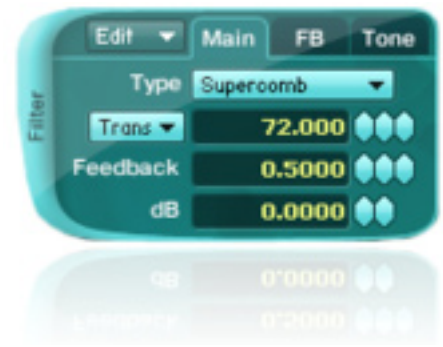 Edit Main FB Tone
Filter
Type Supercomb
Trans 72.000
Feedback 0.5000
dB 0.0000